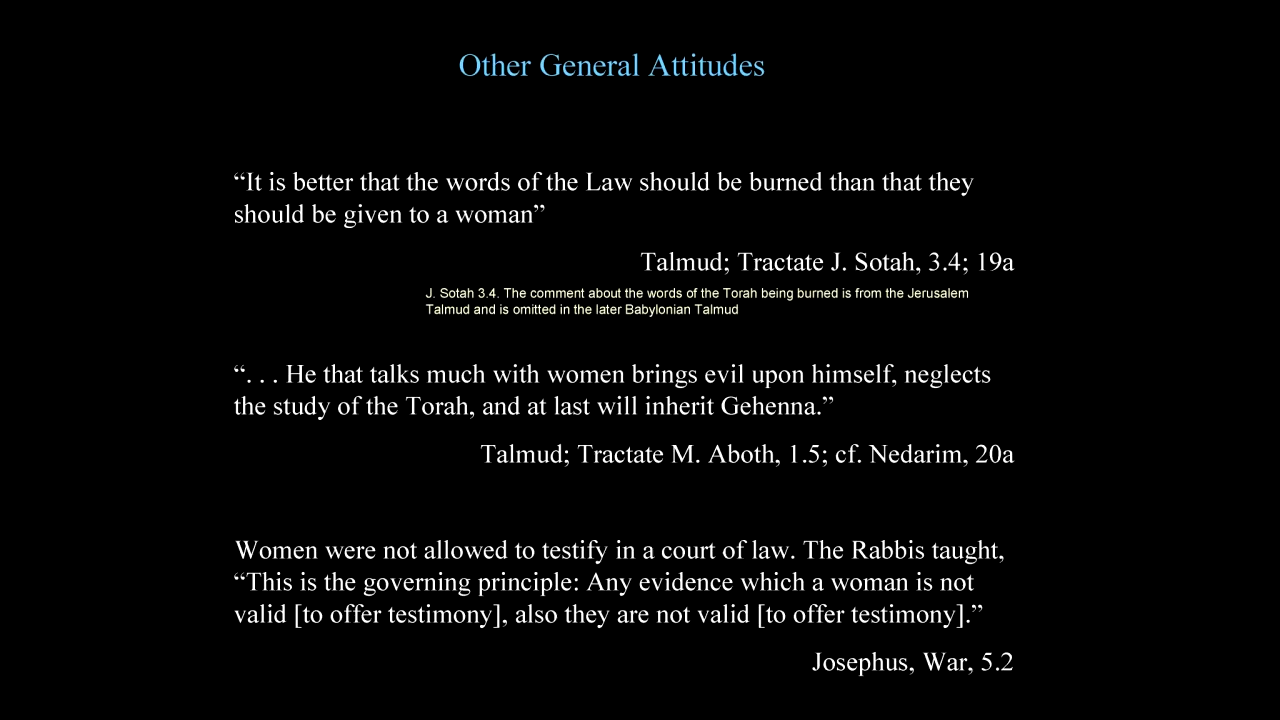 Other General Attitudes
“It is better that the words of the Law should be burned than that they
should be given to a woman”
Talmud; Tractate J. Sotah, 3.4; 19a
J. Sotah 3.4. The comment about the words of the Torah being burned is from the Jerusalem
Talmud and is omitted in the later Babylonian Talmud
“. . . He that talks much with women brings evil upon himself, neglects
the study of the Torah, and at last will inherit Gehenna.”
Talmud; Tractate M. Aboth, 1.5; cf. Nedarim, 20a
Women were not allowed to testify in a court of law. The Rabbis taught,
“This is the governing principle: Any evidence which a woman is not
valid [to offer testimony], also they are not valid [to offer testimony].”
Josephus, War, 5.2